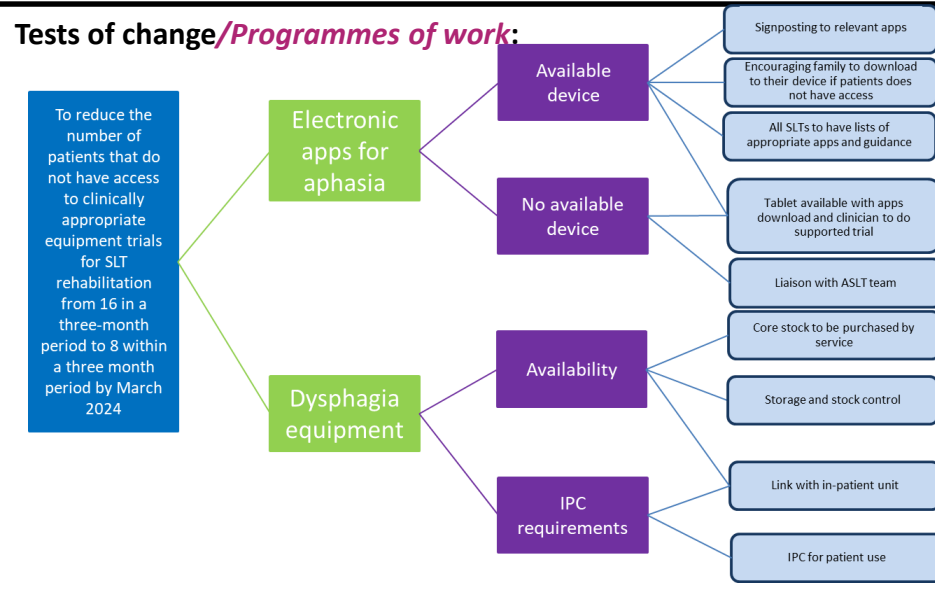 Tests of change/Programmes of work:
To reduce the
number of
patients that do
not have access
to clinically
appropriate
equipment trials
for SLT
rehabilitation
from 16 in a
three-month
period to 8 within
a three month
period by March
2024
Electronic
apps for
aphasia
Dysphagia
equipment
Available
device
No available
device
Availability
IPC
requirements
Signposting to relevant apps
Encouraging family to download
to their device if patients does
not have access
All SLTs to have lists of
appropriate apps and guidance
Tablet available with apps
download and clinician to do
supported trial
Liaison with ASLT team
Core stock to be purchased by
service
Storage and stock control
Link with in-patient unit
IPC for patient use